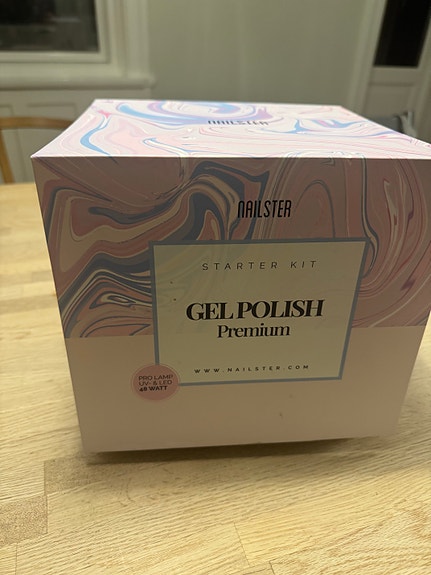 NAILSTER
NAILSTER
STARTER KIT
GEL POLISH
Premium
WWW.NAILSTER.COM
PRO LAMP
UV- & LED
48 WATT